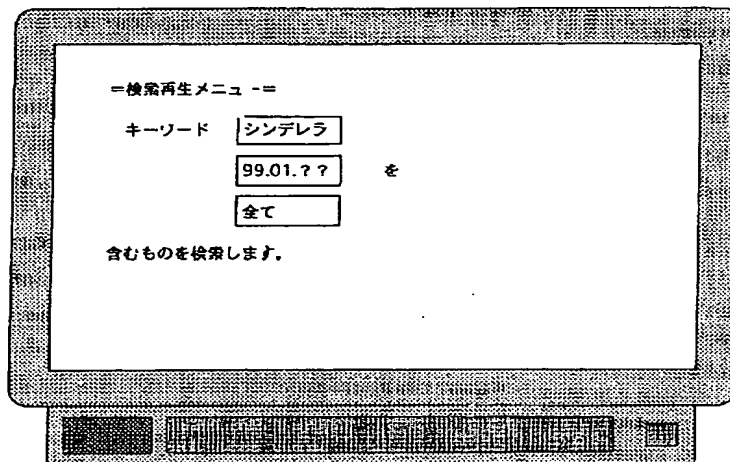 =検索再生メニュー=
キーワード シンデレラ
99.01.?? を
全て
含むものを検索します。